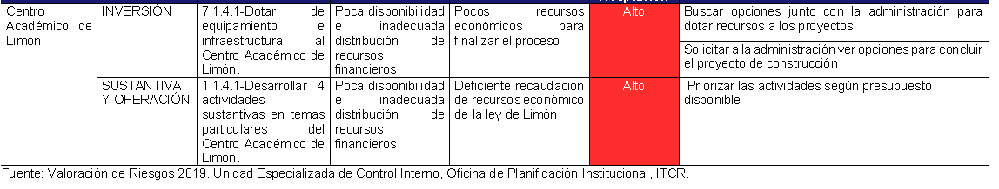 Centro
Académico de
Limón
INVERSIÓN
7.1.4.1-Dotar de
equipamiento e
infraestructura al
Centro Académico de
Limón.
Poca disponibilidad
e inadecuada
distribución de
recursos
financieros
Pocos recursos
económicos para
finalizar el proceso
Alto
Buscar opciones junto con la administración para
dotar recursos a los proyectos.
Solicitar a la administración ver opciones para concluir
el proyecto de construcción
SUSTANTIVA
Y OPERACIÓN
1.1.4.1-Desarrollar 4
actividades
sustantivas en temas
particulares del
Centro Académico de
Limón.
Poca disponibilidad
e inadecuada
distribución de
recursos
financieros
Deficiente recaudación
de recursos económico
de la ley de Limón
Alto
Priorizar las actividades según presupuesto
disponible
Fuente: Valoración de Riesgos 2019. Unidad Especializada de Control Interno, Oficina de Planificación Institucional, ITCR.